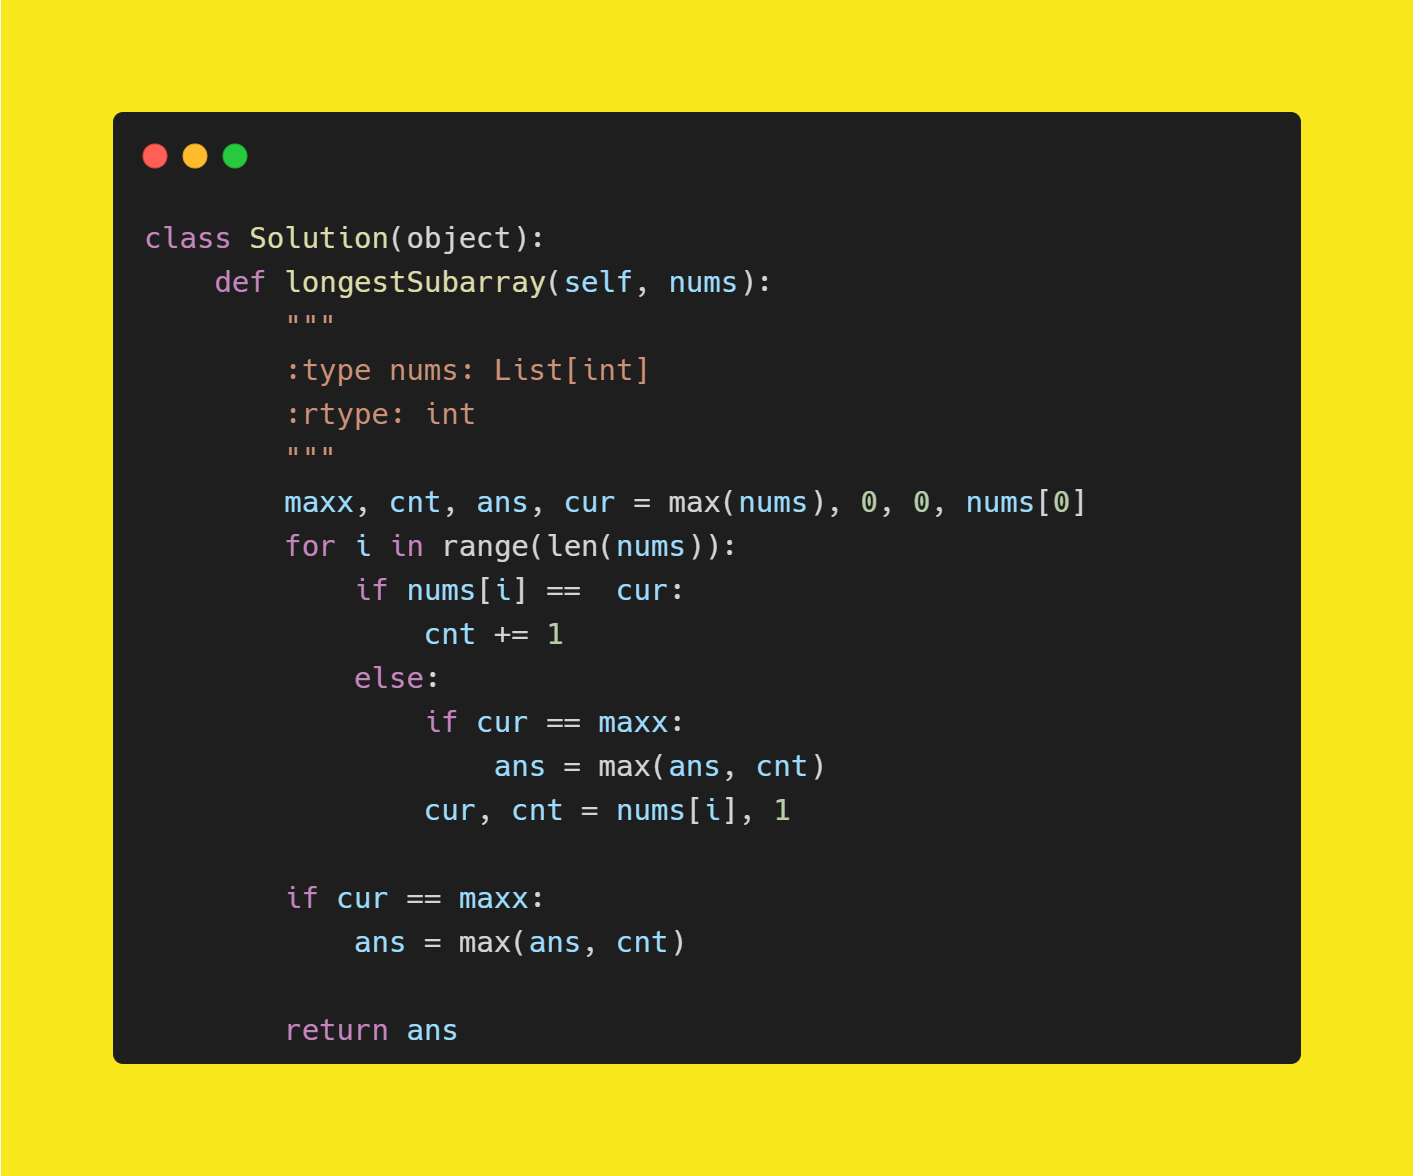 class Solution(object):
    def longestSubarray(self, nums):
        """
        :type nums: List[int]
        :rtype: int
        """
        maxx, cnt, ans, cur = max(nums), 0, 0, nums[0]
        for i in range(len(nums)):
            if nums[i] ==  cur:
                cnt += 1
            else:
                if cur == maxx:
                    ans = max(ans, cnt)
                cur, cnt = nums[i], 1
        if cur == maxx:
            ans = max(ans, cnt)
        return ans